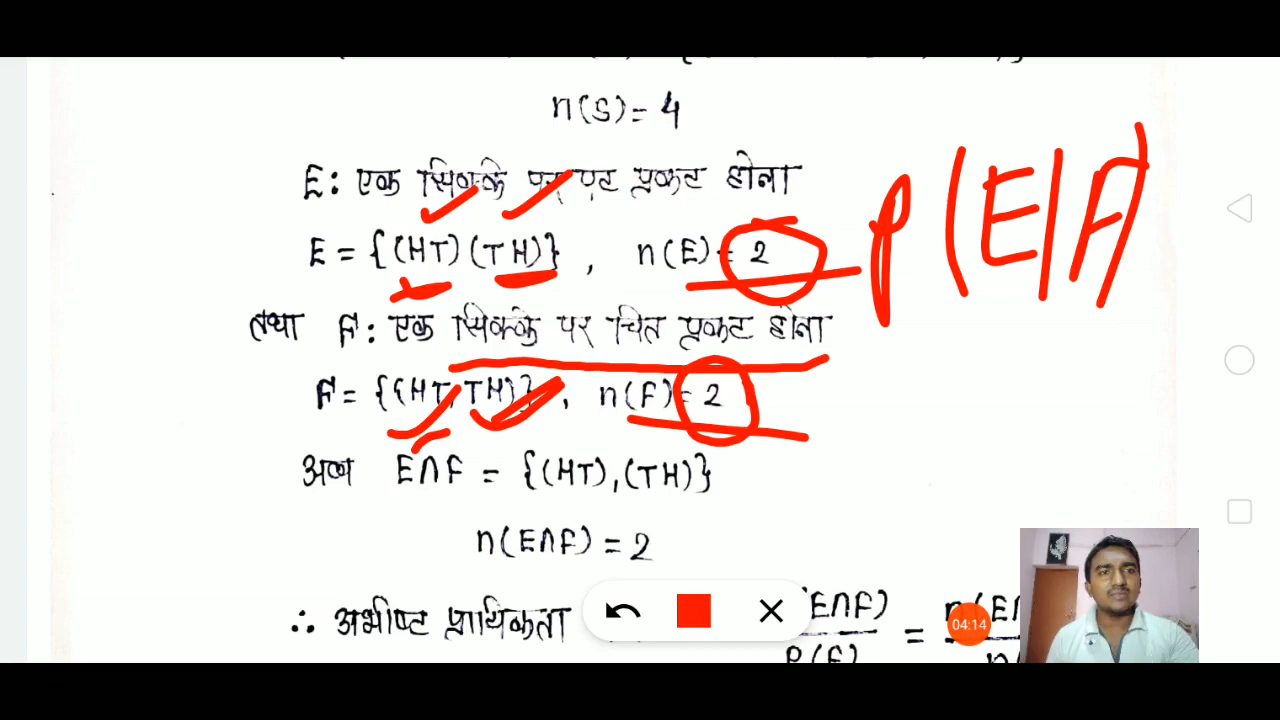 n(S) = 4
E: एक सिक्के पर पट प्रकट होना
E = {(HT)(TH)} , n(E) = 2
P(E|F)
तथा F: एक सिक्के पर चित प्रकट होना
F = {(HT,TH)} , n(F) = 2
अब E∩F = {(HT),(TH)}
n(E∩F) = 2
∴ अभीष्ट प्रायिकता (E∩F) / P(F) =
04:14